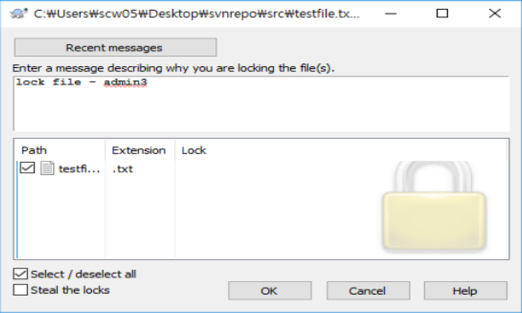 C:₩Users₩scw05₩Desktop₩svnrepo₩src₩testfile.tx...
Recent messages
Enter a message describing why you are locking the file(s).
lock file - admin3
Path Extension Lock
testfi... .txt
Select / deselect all
Steal the locks
OK Cancel Help